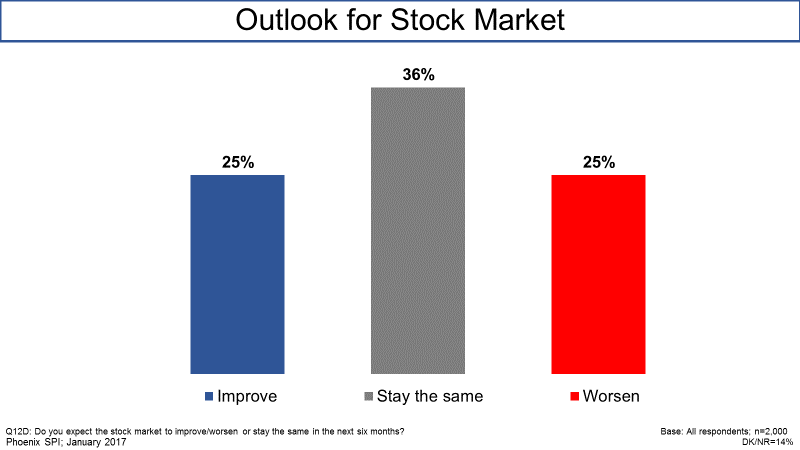 Outlook for Stock Market
36%
25%
25%
Improve
Stay the same
Worsen
Q12D: Do you expect the stock market to improve/worsen or stay the same in the next six months?
Base: All respondents; n=2,000
Phoenix SPI; January 2017
DK/NR=14%